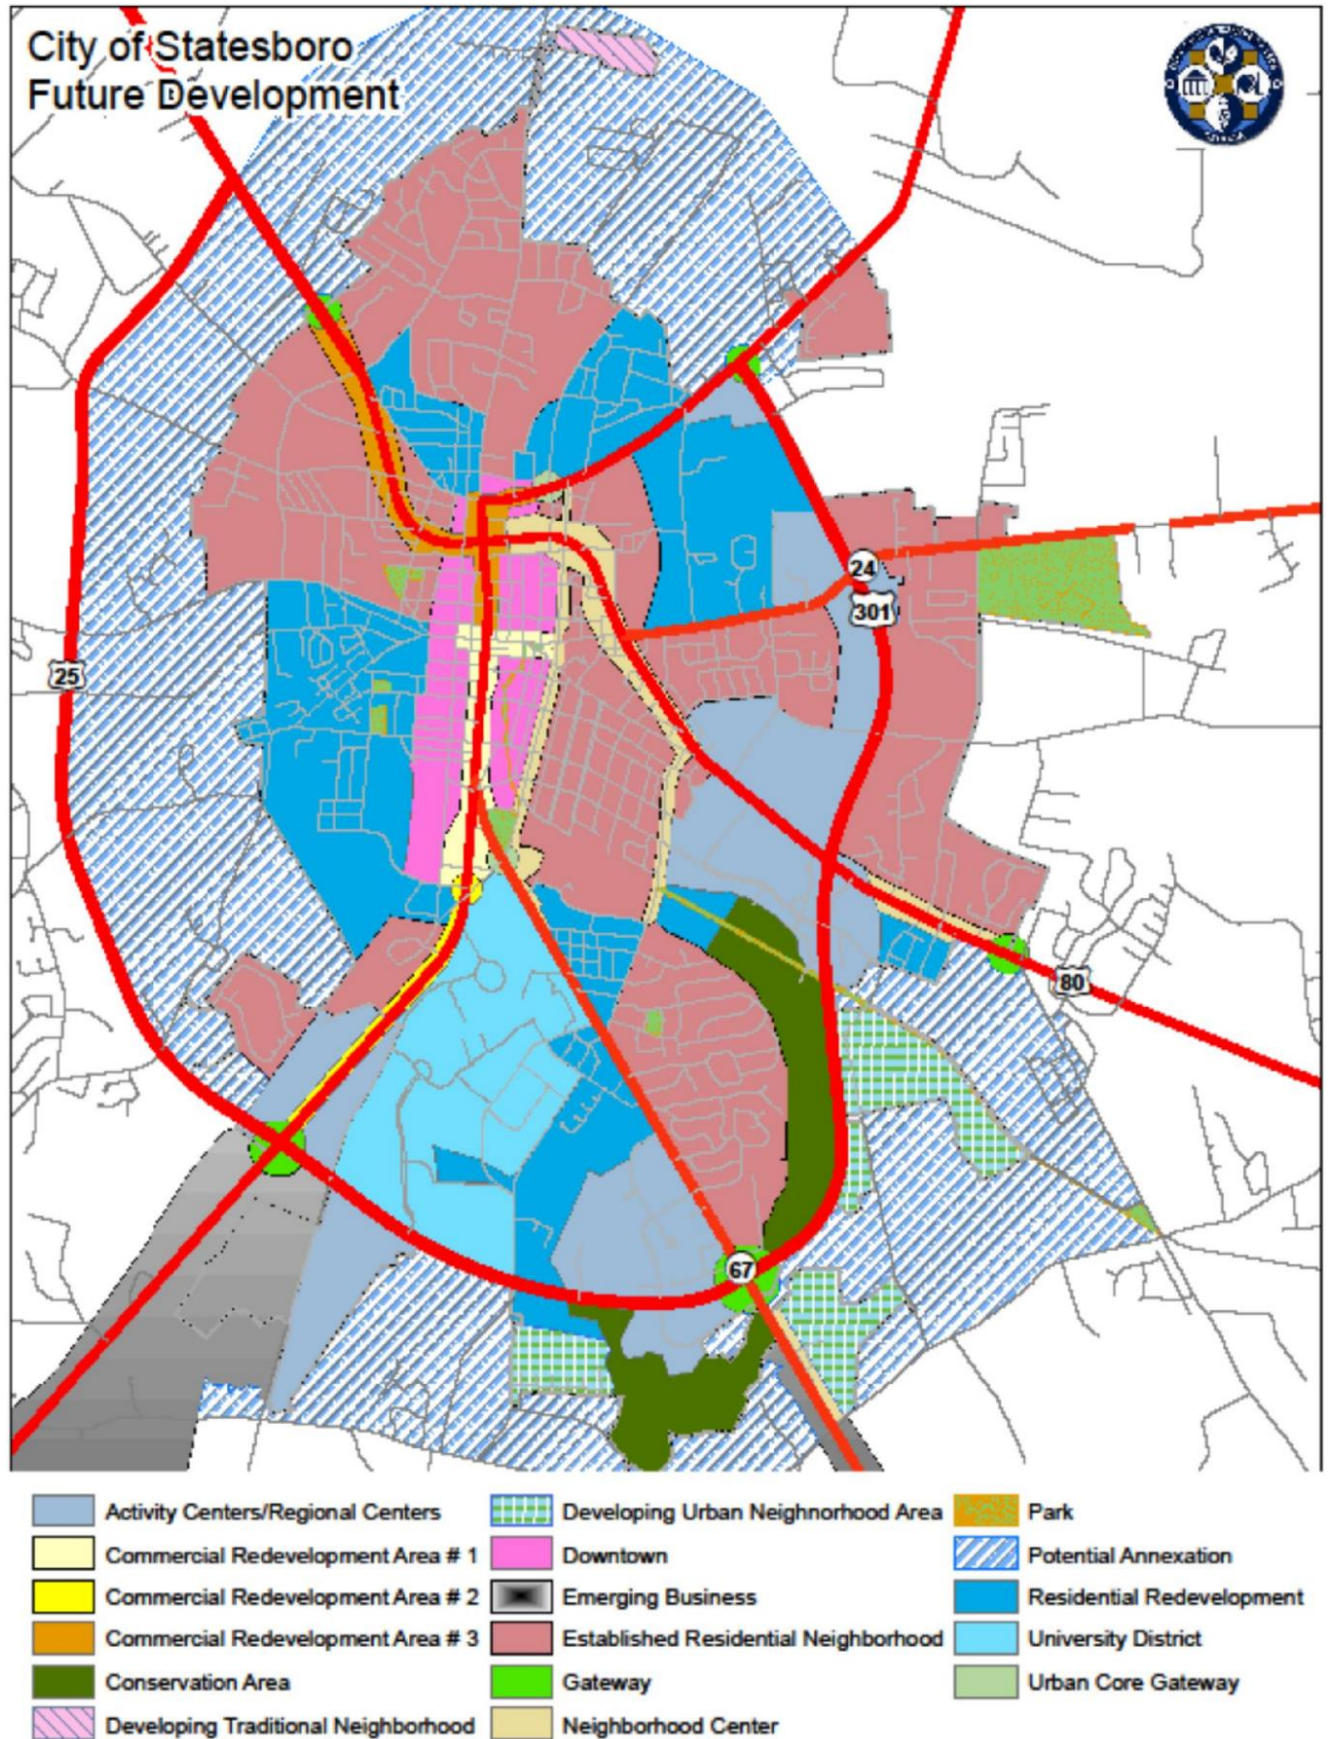 City of Statesboro
Future Development
24
301
25
80
67
Activity Centers/Regional Centers
Commercial Redevelopment Area # 1
Commercial Redevelopment Area # 2
Commercial Redevelopment Area # 3
Conservation Area
Developing Traditional Neighborhood
Developing Urban Neighnorhood Area
Downtown
Emerging Business
Established Residential Neighborhood
Gateway
Neighborhood Center
Park
Potential Annexation
Residential Redevelopment
University District
Urban Core Gateway